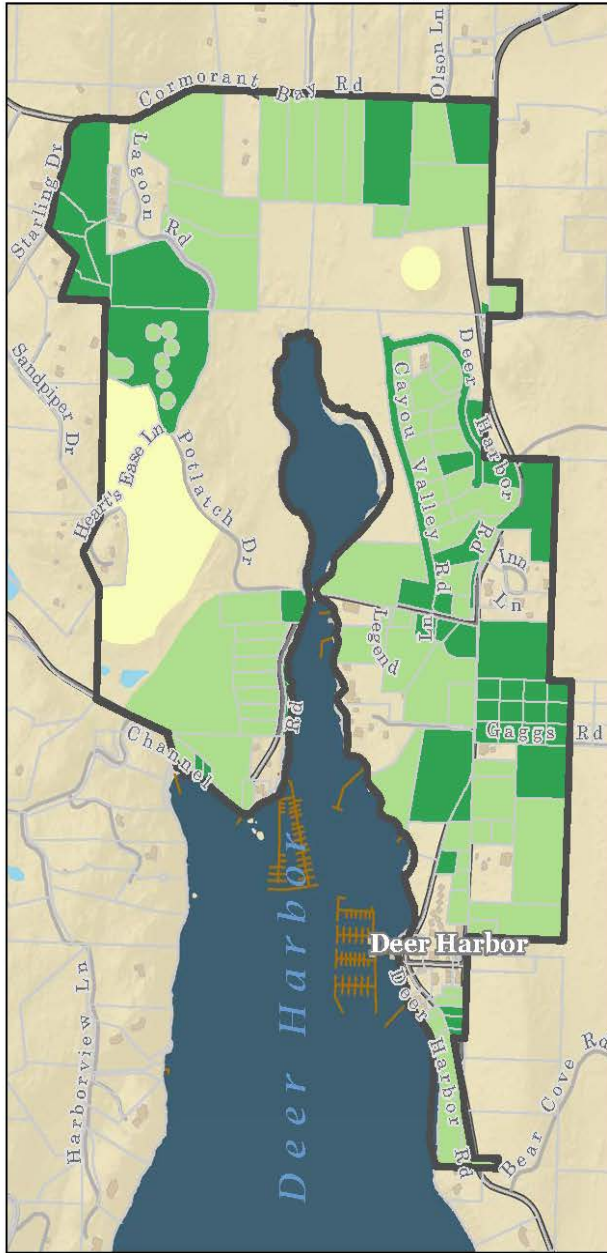 Olson Ln
Cormorant Bay Rd
Starling Dr
Lagoon Rd
Sandpiper Dr
Heart's Ease Ln
Potlatch Dr
Deer Harbor Rd
Cayou Valley Rd
Inn Ln
Legend Ln
Gaggs Rd
Channel Rd
Deer Harbor
Deer Harbor
Deer Harbor Rd
Harborview Ln
Bear Cove Rd